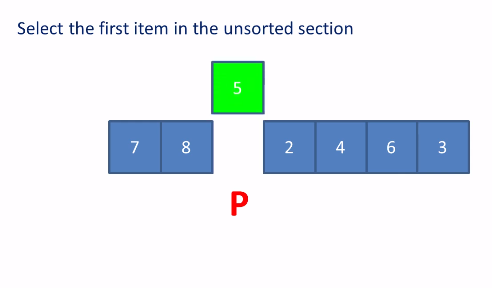 Select the first item in the unsorted section
5
7 8 2 4 6 3
P